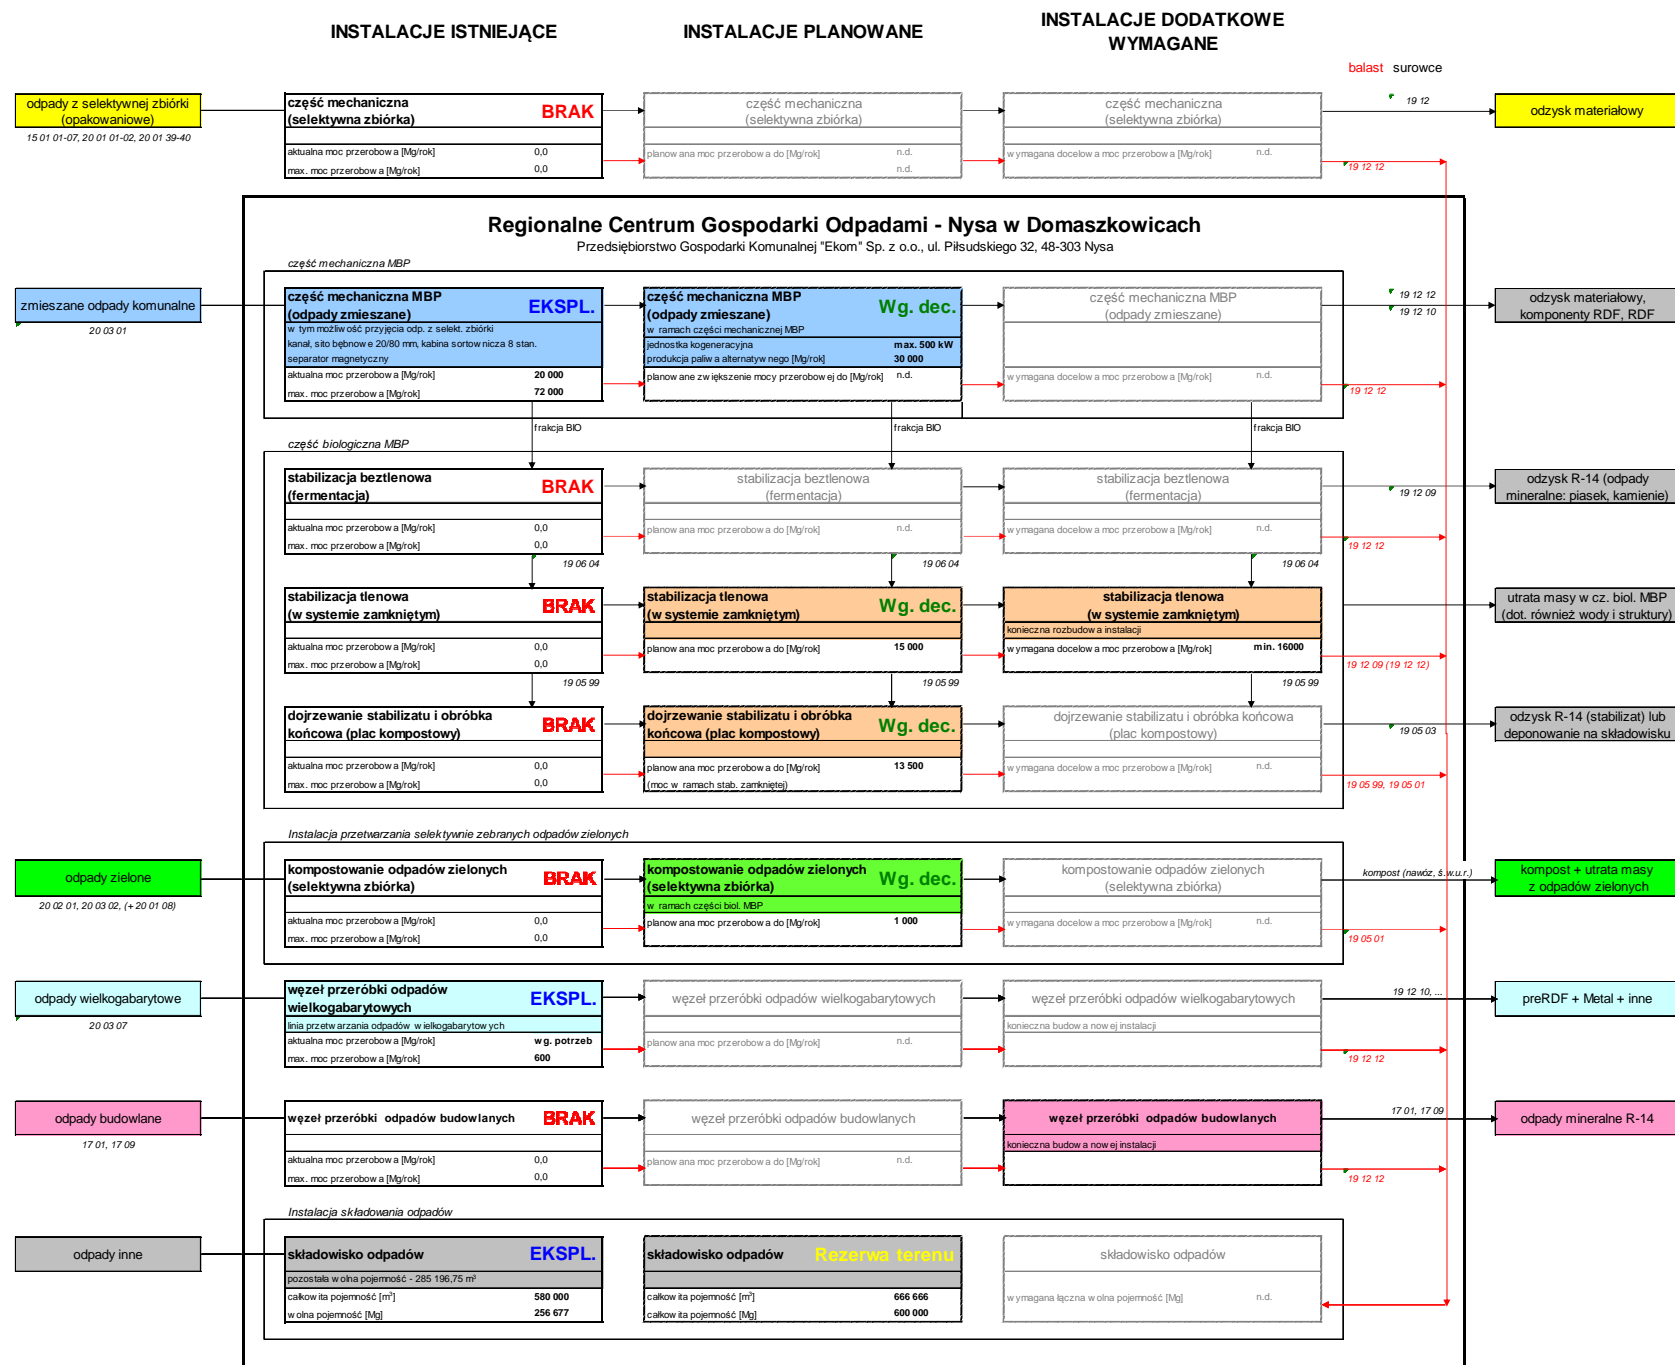 INSTALACJE ISTNIEJĄCE
INSTALACJE PLANOWANE
INSTALACJE DODATKOWE
WYMAGANE
balast surowce
odpady z selektywnej zbiórki
(opakowaniowe)
15 01 01-07, 20 01 01-02, 20 01 39-40
część mechaniczna
(selektywna zbiórka)
BRAK
aktualna moc przerobowa [Mg/rok] 0,0
max. moc przerobowa [Mg/rok] 0,0
część mechaniczna
(selektywna zbiórka)
planowana moc przerobowa do [Mg/rok] n.d.
n.d.
część mechaniczna
(selektywna zbiórka)
wymagana docelowa moc przerobowa [Mg/rok] n.d.
19 12
19 12 12
odzysk materiałowy
Regionalne Centrum Gospodarki Odpadami - Nysa w Domaszkowicach
Przedsiębiorstwo Gospodarki Komunalnej "Ekom" Sp. z o.o., ul. Piłsudskiego 32, 48-303 Nysa
część mechaniczna MBP
zmieszane odpady komunalne
20 03 01
część mechaniczna MBP
(odpady zmieszane)
EKSPL.
w tym możliwość przyjęcia odp. z selekt. zbiórki
kanał, sito bębnowe 20/80 mm, kabina sortownicza 8 stan.
separator magnetyczny
aktualna moc przerobowa [Mg/rok] 20 000
max. moc przerobowa [Mg/rok] 72 000
część mechaniczna MBP
(odpady zmieszane)
Wg. dec.
w ramach części mechanicznej MBP
jednostka kogeneracyjna max. 500 kW
produkcja paliwa alternatywnego [Mg/rok] 30 000
planowane zwiększenie mocy przerobowej do [Mg/rok] n.d.
część mechaniczna MBP
(odpady zmieszane)
wymagana docelowa moc przerobowa [Mg/rok] n.d.
19 12 12
19 12 10
19 12 12
odzysk materiałowy,
komponenty RDF, RDF
frakcja BIO
frakcja BIO
frakcja BIO
część biologiczna MBP
stabilizacja beztlenowa
(fermentacja)
BRAK
aktualna moc przerobowa [Mg/rok] 0,0
max. moc przerobowa [Mg/rok] 0,0
stabilizacja beztlenowa
(fermentacja)
planowana moc przerobowa do [Mg/rok] n.d.
stabilizacja beztlenowa
(fermentacja)
wymagana docelowa moc przerobowa [Mg/rok] n.d.
19 12 09
19 12 12
odzysk R-14 (odpady
mineralne: piasek, kamienie)
19 06 04
19 06 04
19 06 04
stabilizacja tlenowa
(w systemie zamkniętym)
BRAK
aktualna moc przerobowa [Mg/rok] 0,0
max. moc przerobowa [Mg/rok] 0,0
stabilizacja tlenowa
(w systemie zamkniętym)
Wg. dec.
planowana moc przerobowa do [Mg/rok] 15 000
stabilizacja tlenowa
(w systemie zamkniętym)
konieczna rozbudowa instalacji
wymagana docelowa moc przerobowa [Mg/rok] min. 16000
19 12 09 (19 12 12)
utrata masy w cz. biol. MBP
(dot. również wody i struktury)
19 05 99
19 05 99
19 05 99
dojrzewanie stabilizatu i obróbka
końcowa (plac kompostowy)
BRAK
aktualna moc przerobowa [Mg/rok] 0,0
max. moc przerobowa [Mg/rok] 0,0
dojrzewanie stabilizatu i obróbka
końcowa (plac kompostowy)
Wg. dec.
planowana moc przerobowa do [Mg/rok] 13 500
(moc w ramach stab. zamkniętej)
dojrzewanie stabilizatu i obróbka końcowa
(plac kompostowy)
wymagana docelowa moc przerobowa [Mg/rok] n.d.
19 05 03
19 05 99, 19 05 01
odzysk R-14 (stabilizat) lub
deponowanie na składowisku
Instalacja przetwarzania selektywnie zebranych odpadów zielonych
odpady zielone
20 02 01, 20 03 02, (+ 20 01 08)
kompostowanie odpadów zielonych
(selektywna zbiórka)
BRAK
aktualna moc przerobowa [Mg/rok] 0,0
max. moc przerobowa [Mg/rok] 0,0
kompostowanie odpadów zielonych
(selektywna zbiórka)
Wg. dec.
w ramach części biol. MBP
planowana moc przerobowa do [Mg/rok] 1 000
kompostowanie odpadów zielonych
(selektywna zbiórka)
wymagana docelowa moc przerobowa [Mg/rok] n.d.
kompost (nawóz, ś.w.u.r.)
19 05 01
kompost + utrata masy
z odpadów zielonych
odpady wielkogabarytowe
20 03 07
węzeł przeróbki odpadów
wielkogabarytowych
EKSPL.
linia przetwarzania odpadów wielkogabarytowych
aktualna moc przerobowa [Mg/rok] wg. potrzeb
max. moc przerobowa [Mg/rok] 600
węzeł przeróbki odpadów wielkogabarytowych
planowana moc przerobowa do [Mg/rok] n.d.
węzeł przeróbki odpadów wielkogabarytowych
konieczna budowa nowej instalacji
19 12 10, ...
19 12 12
preRDF + Metal + inne
odpady budowlane
17 01, 17 09
węzeł przeróbki odpadów budowlanych
BRAK
aktualna moc przerobowa [Mg/rok] 0,0
max. moc przerobowa [Mg/rok] 0,0
węzeł przeróbki odpadów budowlanych
planowana moc przerobowa do [Mg/rok] n.d.
węzeł przeróbki odpadów budowlanych
konieczna budowa nowej instalacji
17 01, 17 09
19 12 12
odpady mineralne R-14
Instalacja składowania odpadów
odpady inne
składowisko odpadów
EKSPL.
pozostała wolna pojemność - 285 196,75 m³
całkowita pojemność [m³] 580 000
wolna pojemność [Mg] 256 677
składowisko odpadów
Rezerwa terenu
całkowita pojemność [m³] 666 666
całkowita pojemność [Mg] 600 000
składowisko odpadów
wymagana łączna wolna pojemność [Mg] n.d.